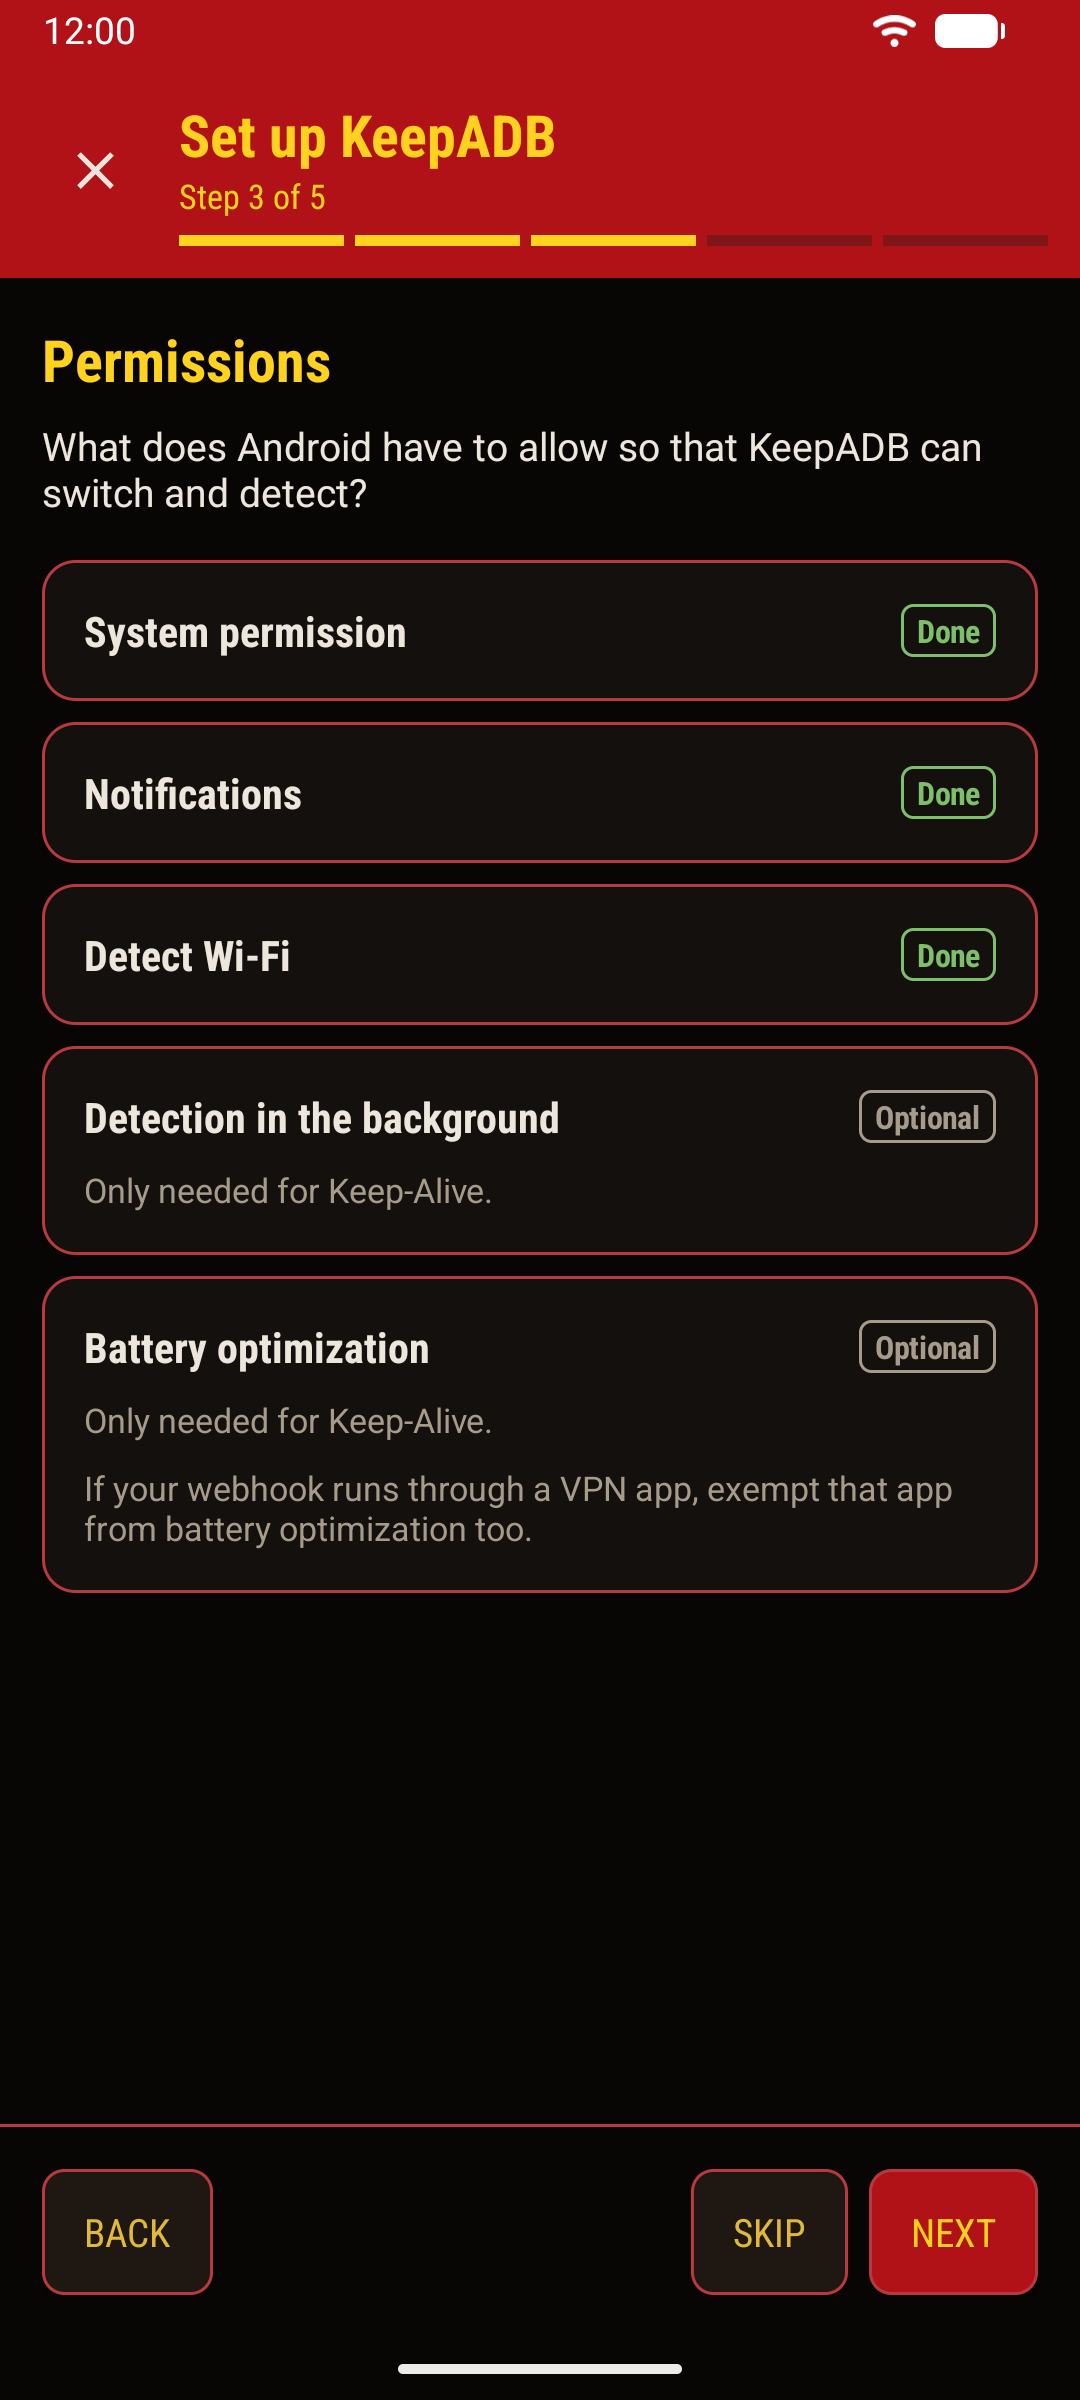 12:00
Set up KeepADB
Step 3 of 5
Permissions
What does Android have to allow so that KeepADB can
switch and detect?
System permission
Done
Notifications
Done
Detect Wi-Fi
Done
Detection in the background
Optional
Only needed for Keep-Alive.
Battery optimization
Optional
Only needed for Keep-Alive.
If your webhook runs through a VPN app, exempt that app
from battery optimization too.
BACK
SKIP
NEXT